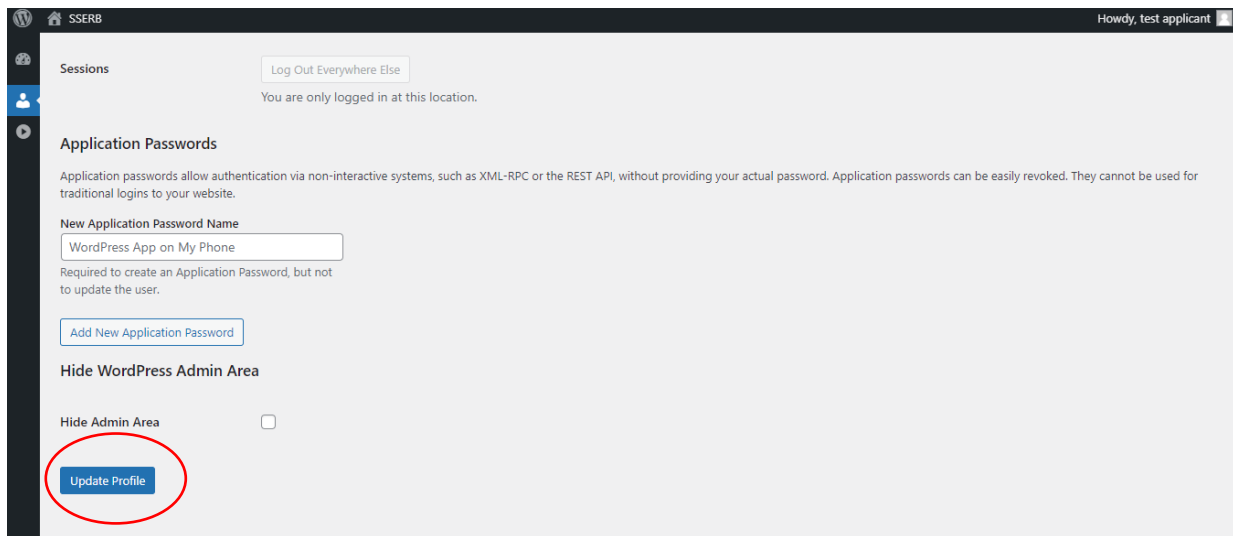 SSERB
Howdy, test applicant
Sessions
Log Out Everywhere Else
You are only logged in at this location.
Application Passwords
Application passwords allow authentication via non-interactive systems, such as XML-RPC or the REST API, without providing your actual password. Application passwords can be easily revoked. They cannot be used for
traditional logins to your website.
New Application Password Name
WordPress App on My Phone
Required to create an Application Password, but not
to update the user.
Add New Application Password
Hide WordPress Admin Area
Hide Admin Area
Update Profile